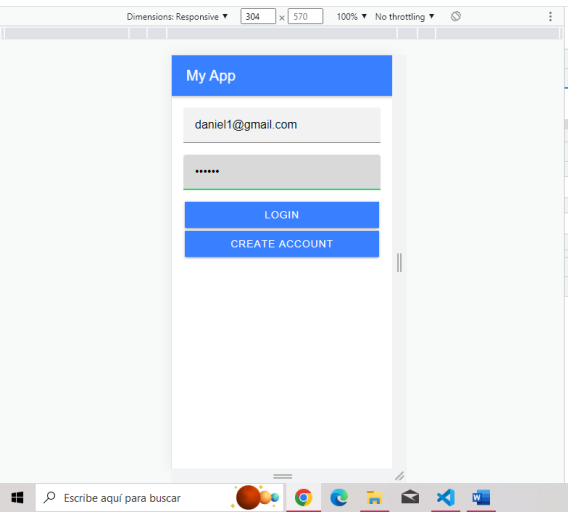 Dimensions: Responsive ▼ 304 × 570 100% ▼ No throttling ▼
My App
daniel1@gmail.com
••••••
LOGIN
CREATE ACCOUNT
Escribe aquí para buscar